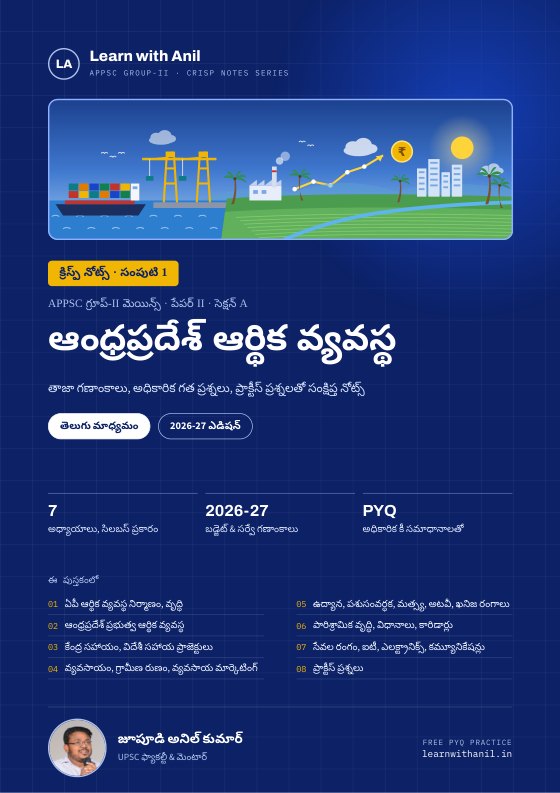 LA
Learn with Anil
APPSC GROUP-II · CRISP NOTES SERIES
₹
క్రిస్ప్ నోట్స్ · సంపుటి 1
APPSC గ్రూప్-II మెయిన్స్ · పేపర్ II · సెక్షన్ A
ఆంధ్రప్రదేశ్ ఆర్థిక వ్యవస్థ
తాజా గణాంకాలు, అధికారిక గత ప్రశ్నలు, ప్రాక్టీస్ ప్రశ్నలతో సంక్షిప్త నోట్స్
తెలుగు మాధ్యమం
2026-27 ఎడిషన్
7
అధ్యాయాలు, సిలబస్ ప్రకారం
2026-27
బడ్జెట్ & సర్వే గణాంకాలు
PYQ
అధికారిక కీ సమాధానాలతో
ఈ పుస్తకంలో
01 ఏపీ ఆర్థిక వ్యవస్థ నిర్మాణం, వృద్ధి
02 ఆంధ్రప్రదేశ్ ప్రభుత్వ ఆర్థిక వ్యవస్థ
03 కేంద్ర సహాయం, విదేశీ సహాయ ప్రాజెక్టులు
04 వ్యవసాయం, గ్రామీణ రుణం, వ్యవసాయ మార్కెటింగ్
05 ఉద్యాన, పశుసంవర్ధక, మత్స్య, అటవీ, ఖనిజ రంగాలు
06 పారిశ్రామిక వృద్ధి, విధానాలు, కారిడార్లు
07 సేవల రంగం, ఐటీ, ఎలక్ట్రానిక్స్, కమ్యూనికేషన్లు
08 ప్రాక్టీస్ ప్రశ్నలు
జూపూడి అనిల్ కుమార్
UPSC ఫ్యాకల్టీ & మెంటార్
FREE PYQ PRACTICE
learnwithanil.in